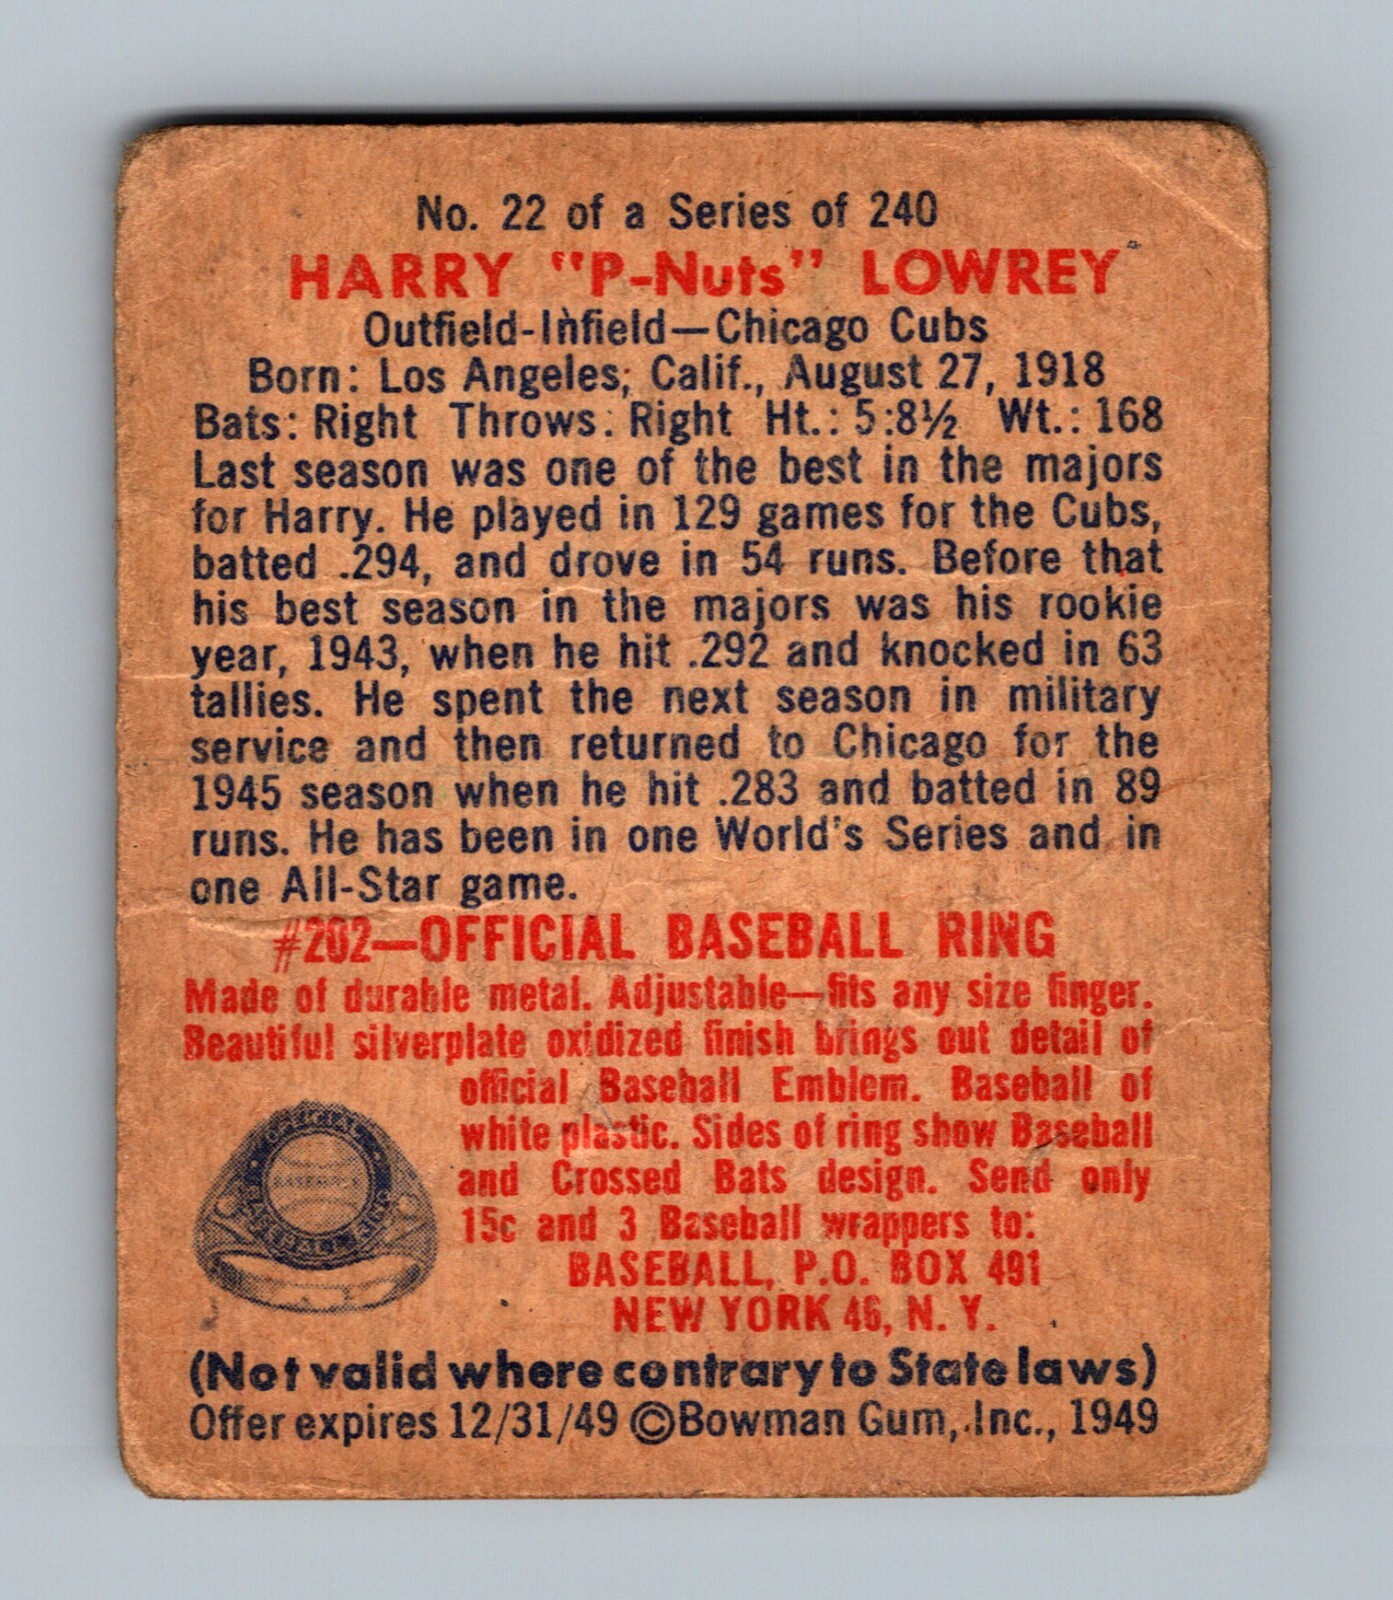 No. 22 of a Series of 240
HARRY "P-Nuts" LOWREY
Outfield-Infield—Chicago Cubs
Born: Los Angeles, Calif., August 27, 1918
Bats: Right Throws: Right Ht.: 5:8½ Wt.: 168
Last season was one of the best in the majors
for Harry. He played in 129 games for the Cubs,
batted .294, and drove in 54 runs. Before that
his best season in the majors was his rookie
year, 1943, when he hit .292 and knocked in 63
tallies. He spent the next season in military
service and then returned to Chicago for the
1945 season when he hit .283 and batted in 89
runs. He has been in one World's Series and in
one All-Star game.
#202—OFFICIAL BASEBALL RING
Made of durable metal. Adjustable—fits any size finger.
Beautiful silverplate oxidized finish brings out detail of
official Baseball Emblem. Baseball of
white plastic. Sides of ring show Baseball
and Crossed Bats design. Send only
15c and 3 Baseball wrappers to:
BASEBALL, P.O. BOX 491
NEW YORK 46, N. Y.
OFFICIAL
BASEBALL
BASEBALL RING
(Not valid where contrary to State laws)
Offer expires 12/31/49 ©Bowman Gum, Inc., 1949